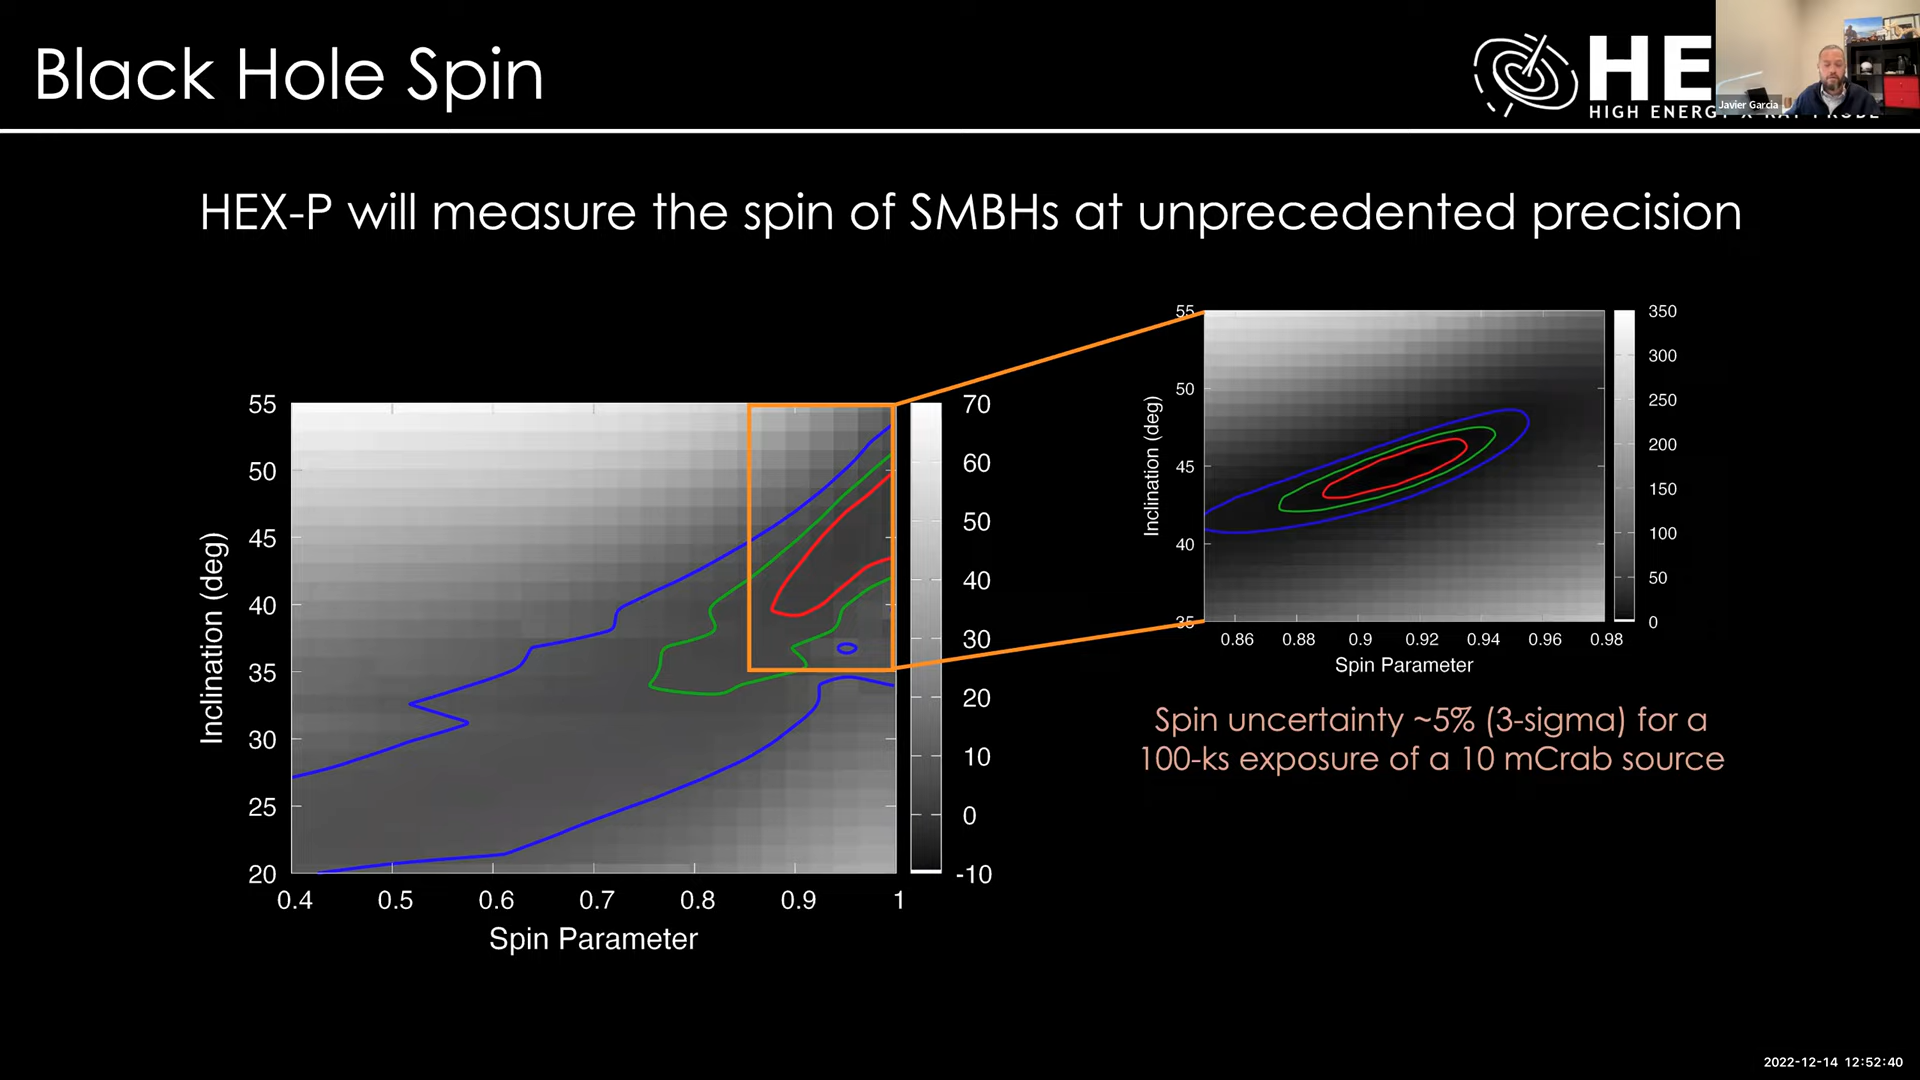 Black Hole Spin
HE
HIGH ENERGY
Javier Garcia
HEX-P will measure the spin of SMBHs at unprecedented precision
55
50
45
40
35
30
25
20
Inclination (deg)
0.4 0.5 0.6 0.7 0.8 0.9 1
Spin Parameter
70
60
50
40
30
20
10
0
-10
55
50
45
40
35
Inclination (deg)
0.86 0.88 0.9 0.92 0.94 0.96 0.98
Spin Parameter
350
300
250
200
150
100
50
0
Spin uncertainty ~5% (3-sigma) for a
100-ks exposure of a 10 mCrab source
2022-12-14 12:52:40